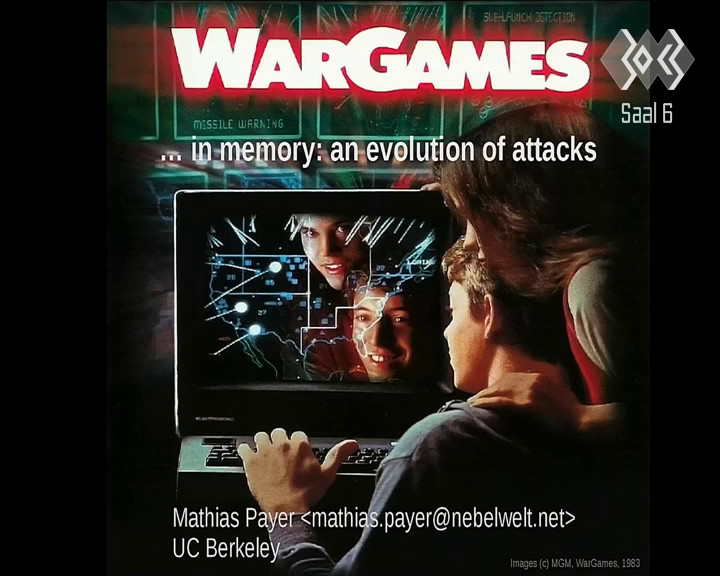 SUB-LAUNCH DETECTION
WARGAMES
Saal 6
MISSILE WARNING
... in memory: an evolution of attacks
Mathias Payer <mathias.payer@nebelwelt.net>
UC Berkeley
Images (c) MGM, WarGames, 1983